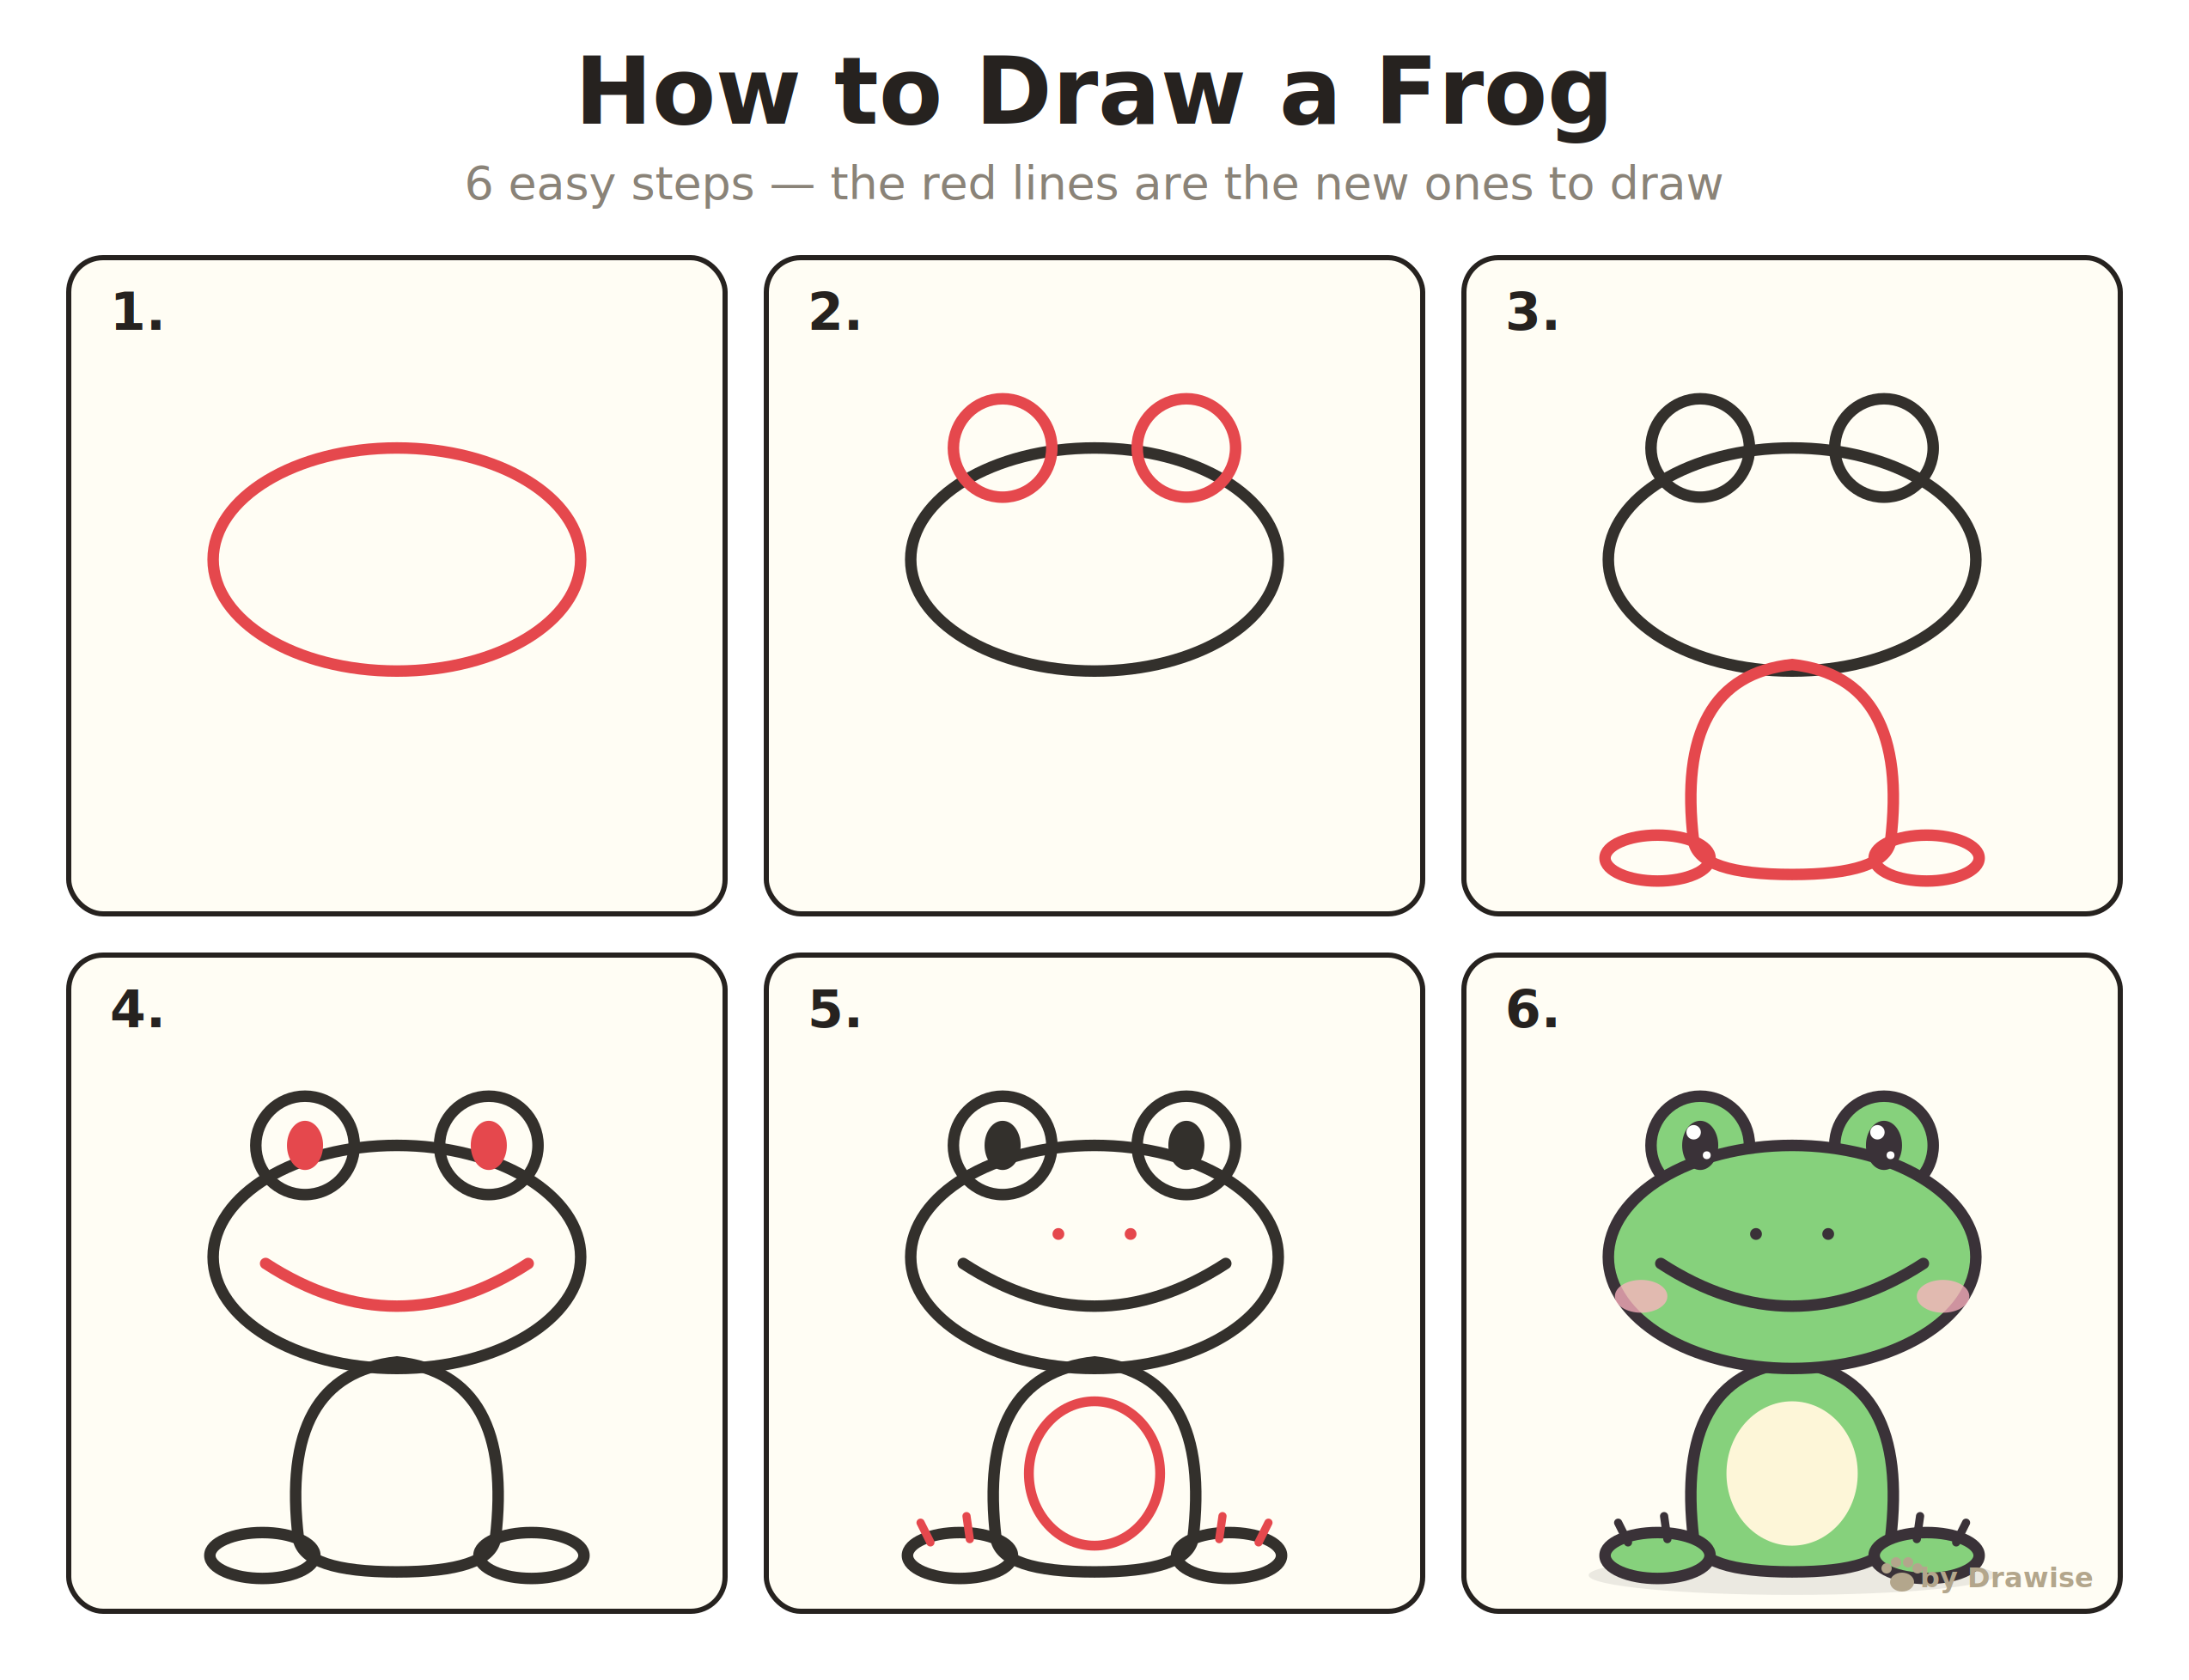 How to Draw a Frog
6 easy steps — the red lines are the new ones to draw
1.
2.
3.
4.
5.
6.
by Drawise